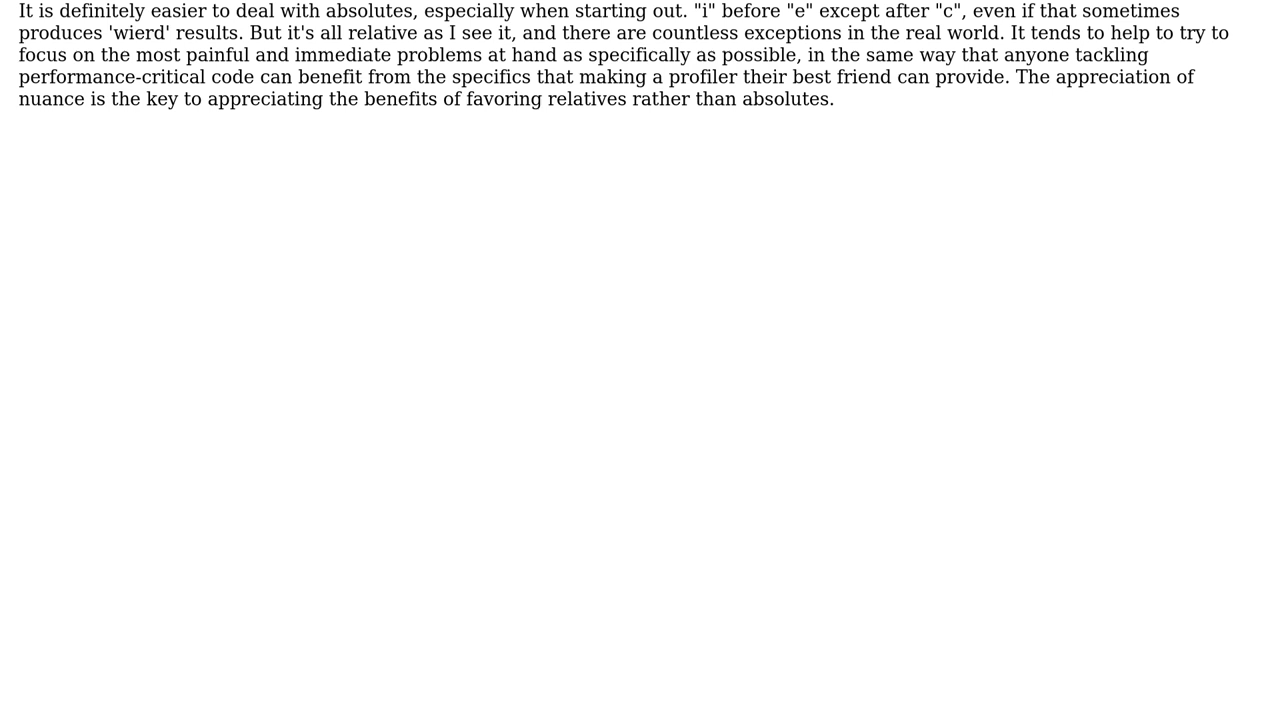 It is definitely easier to deal with absolutes, especially when starting out. "i" before "e" except after "c", even if that sometimes
produces 'wierd' results. But it's all relative as I see it, and there are countless exceptions in the real world. It tends to help to try to
focus on the most painful and immediate problems at hand as specifically as possible, in the same way that anyone tackling
performance-critical code can benefit from the specifics that making a profiler their best friend can provide. The appreciation of
nuance is the key to appreciating the benefits of favoring relatives rather than absolutes.